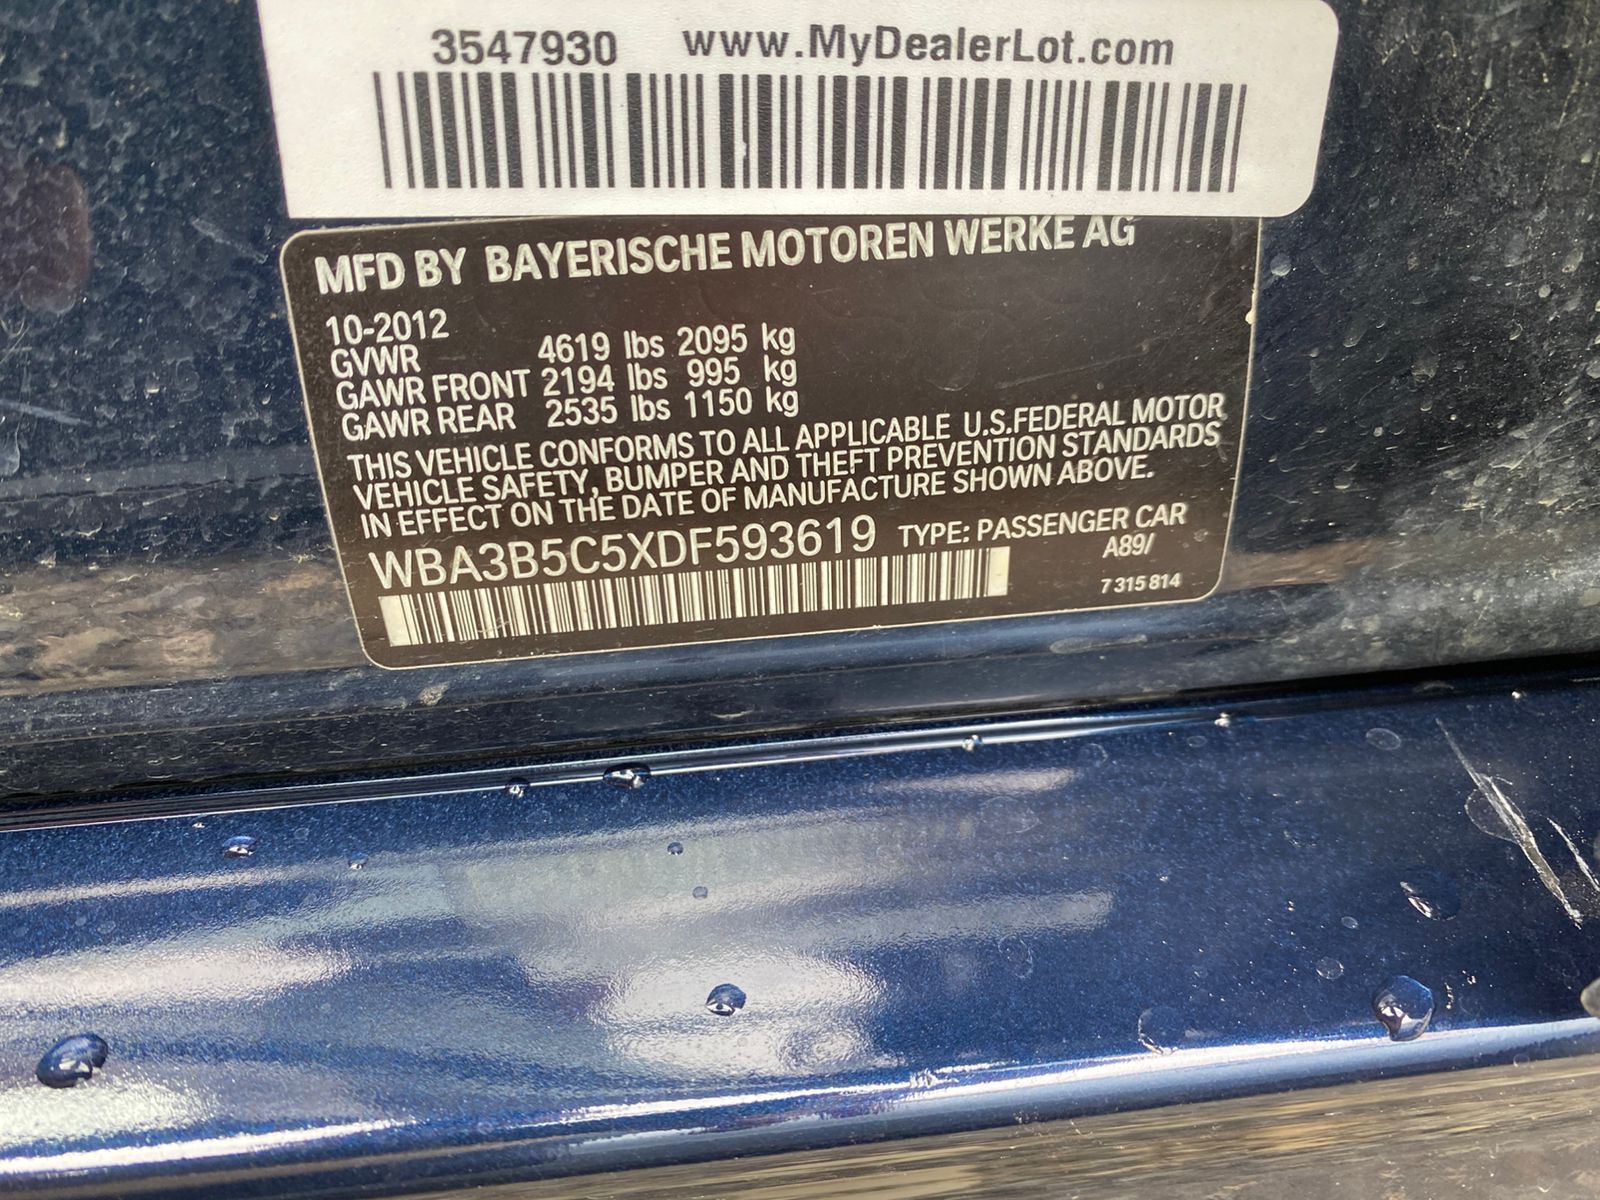 3547930 www.MyDealerLot.com
MFD BY BAYERISCHE MOTOREN WERKE AG
10-2012
GVWR 4619 lbs 2095 kg
GAWR FRONT 2194 lbs 995 kg
GAWR REAR 2535 lbs 1150 kg
THIS VEHICLE CONFORMS TO ALL APPLICABLE U.S.FEDERAL MOTOR
VEHICLE SAFETY, BUMPER AND THEFT PREVENTION STANDARDS
IN EFFECT ON THE DATE OF MANUFACTURE SHOWN ABOVE.
WBA3B5C5XDF593619 TYPE: PASSENGER CAR
A89/
7 315 814